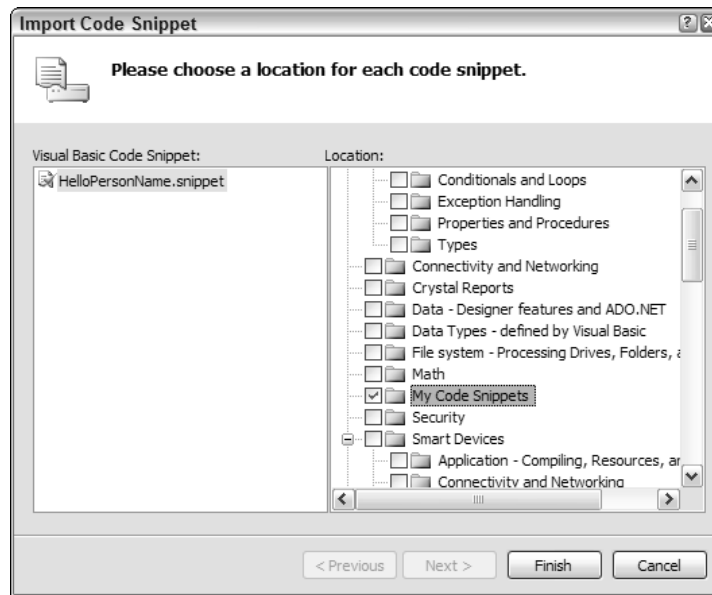 Import Code Snippet
Please choose a location for each code snippet.
Visual Basic Code Snippet:
HelloPersonName.snippet
Location:
Conditionals and Loops
Exception Handling
Properties and Procedures
Types
Connectivity and Networking
Crystal Reports
Data - Designer features and ADO.NET
Data Types - defined by Visual Basic
File system - Processing Drives, Folders,
Math
My Code Snippets
Security
Smart Devices
Application - Compiling, Resources,
Connectivity and Networking
< Previous
Next >
Finish
Cancel